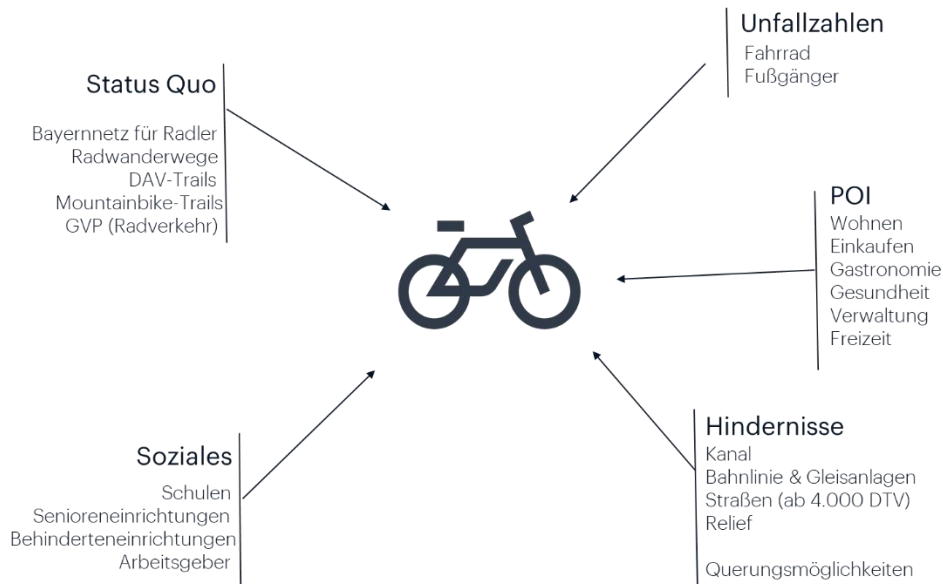 Status Quo
Bayernnetz für Radler
Radwanderwege
DAV-Trails
Mountainbike-Trails
GVP (Radverkehr)
Unfallzahlen
Fahrrad
Fußgänger
POI
Wohnen
Einkaufen
Gastronomie
Gesundheit
Verwaltung
Freizeit
Soziales
Schulen
Senioreneinrichtungen
Behinderteneinrichtungen
Arbeitsgeber
Hindernisse
Kanal
Bahnlinie & Gleisanlagen
Straßen (ab 4.000 DTV)
Relief
Querungsmöglichkeiten